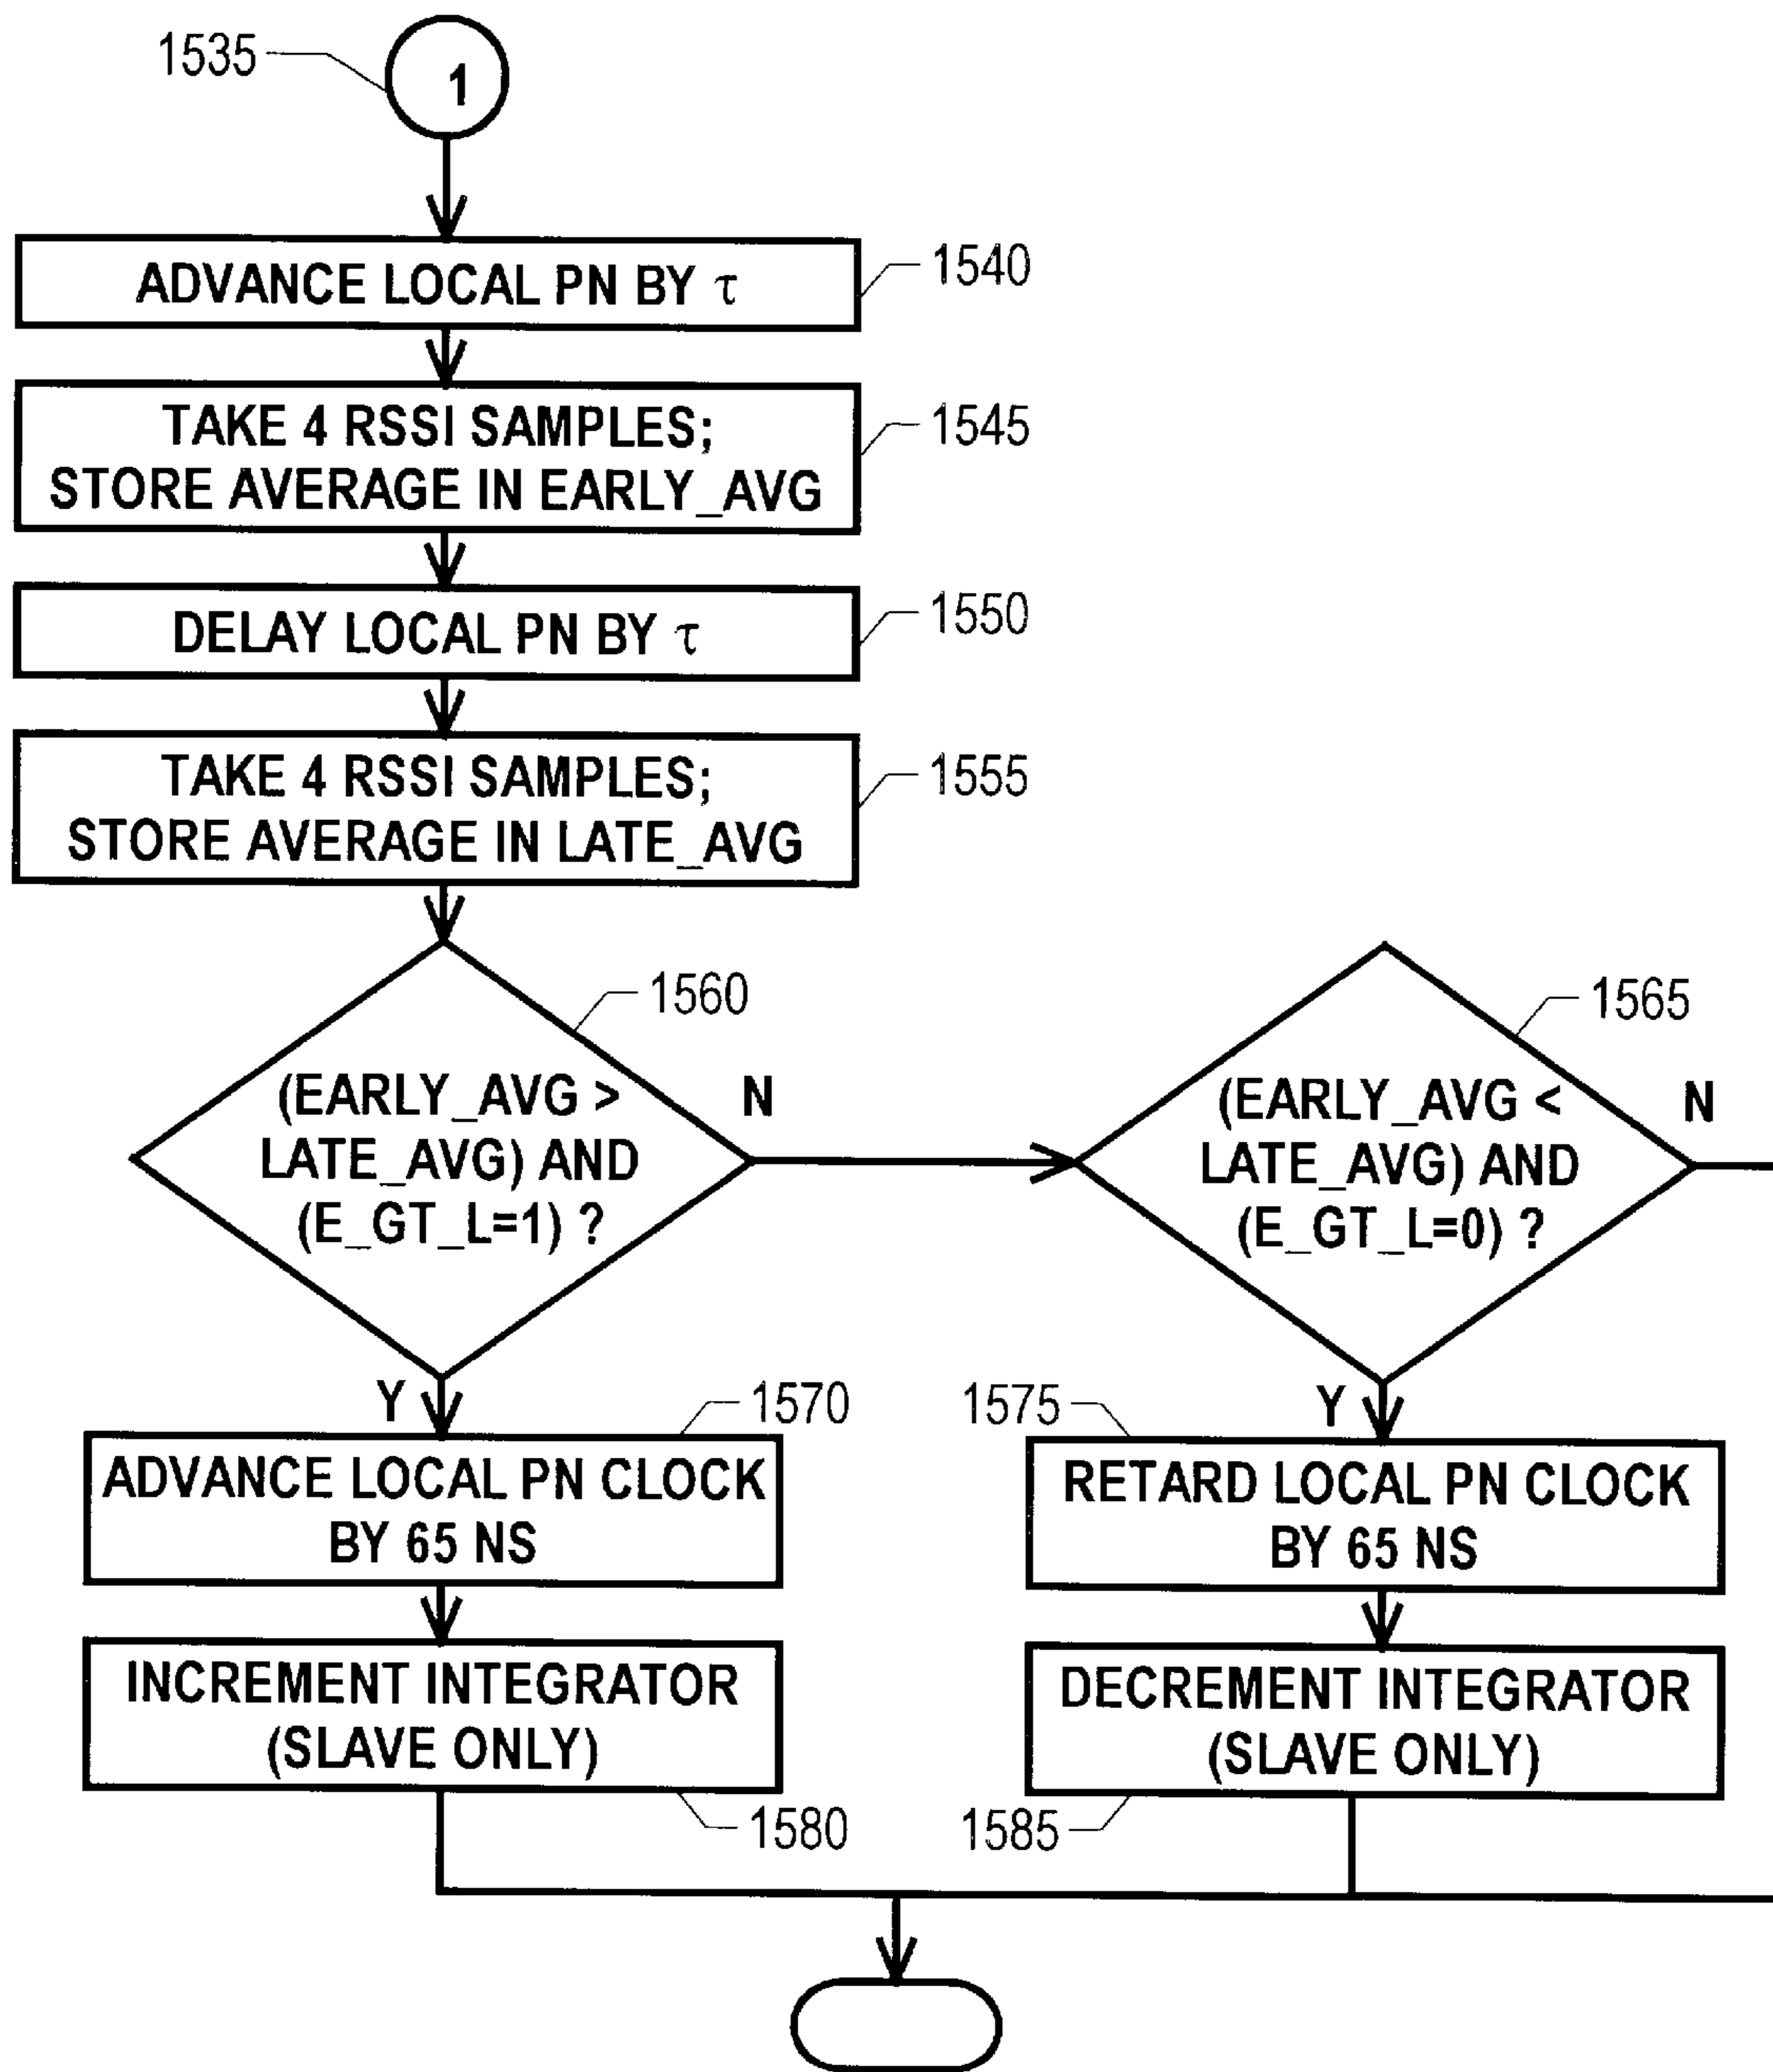 1535
1
ADVANCE LOCAL PN BY τ
1540
TAKE 4 RSSI SAMPLES;
STORE AVERAGE IN EARLY_AVG
1545
DELAY LOCAL PN BY τ
1550
TAKE 4 RSSI SAMPLES;
STORE AVERAGE IN LATE_AVG
1555
1560
(EARLY_AVG >
LATE_AVG) AND
(E_GT_L=1) ?
N
1565
(EARLY_AVG <
LATE_AVG) AND
(E_GT_L=0) ?
N
Y
1570
ADVANCE LOCAL PN CLOCK
BY 65 NS
1575
Y
RETARD LOCAL PN CLOCK
BY 65 NS
INCREMENT INTEGRATOR
(SLAVE ONLY)
1580
DECREMENT INTEGRATOR
(SLAVE ONLY)
1585